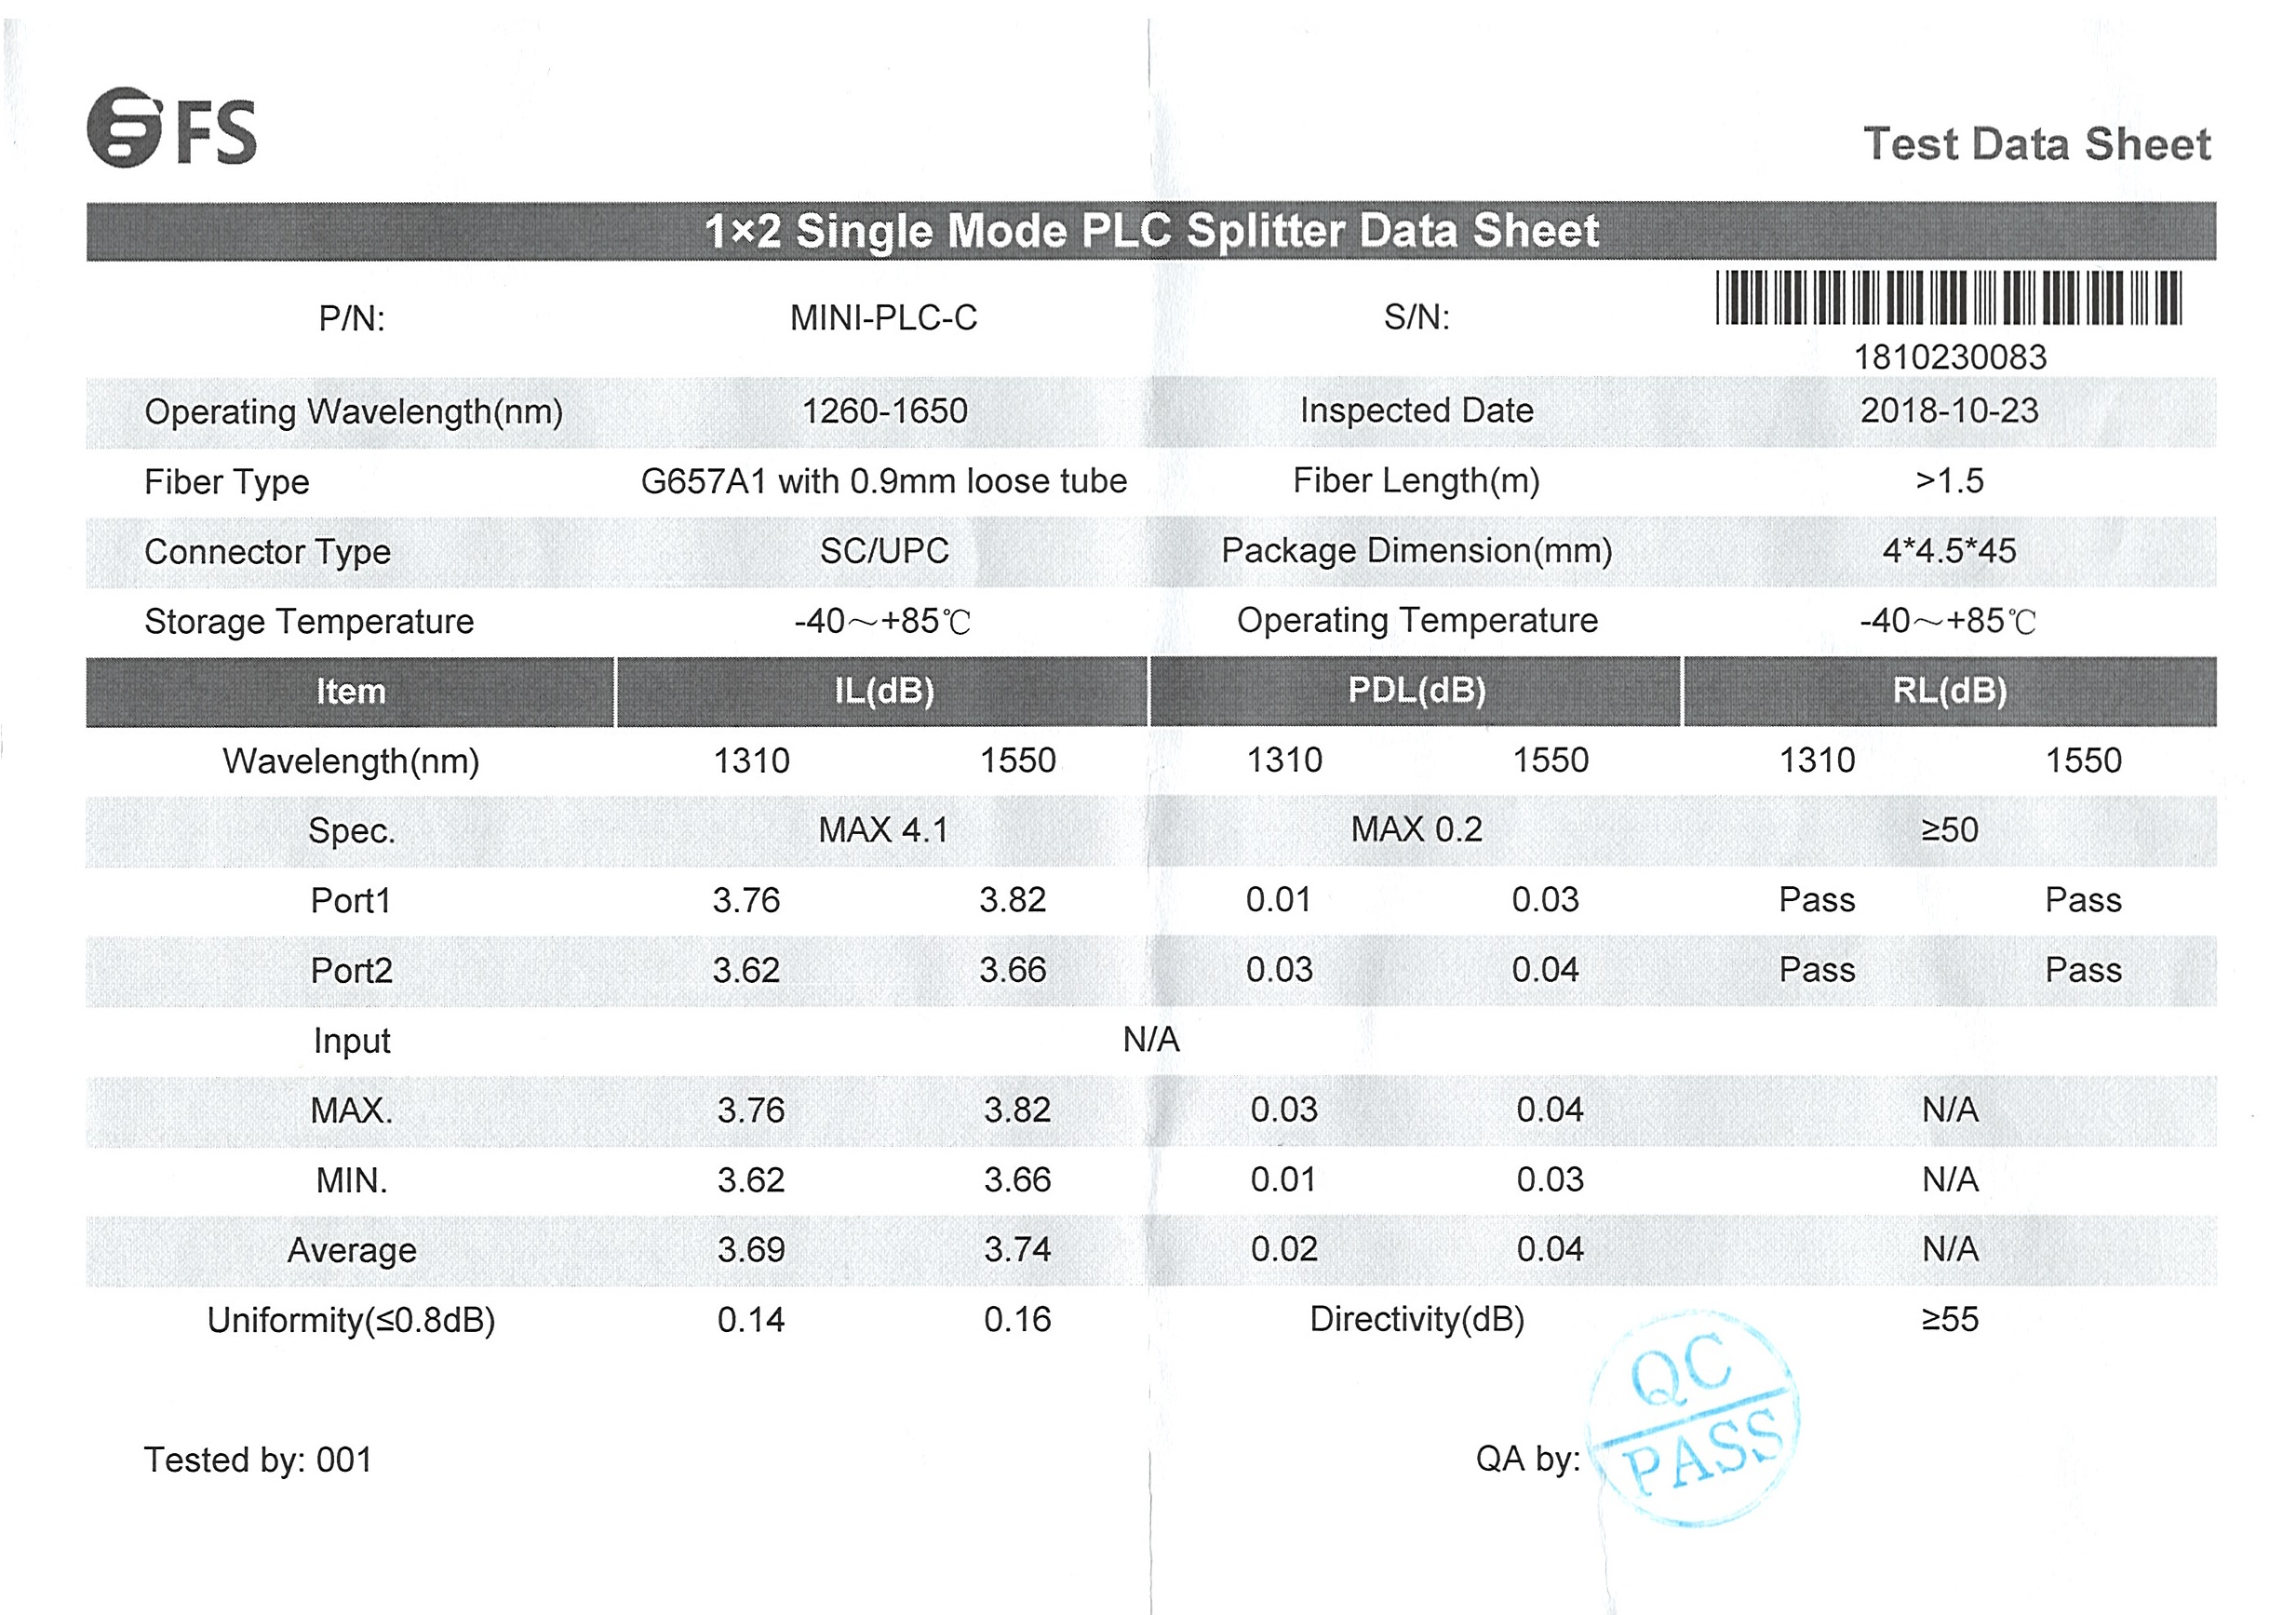 FS
Test Data Sheet
1×2 Single Mode PLC Splitter Data Sheet
P/N: MINI-PLC-C S/N:
1810230083
Operating Wavelength(nm) 1260-1650 Inspected Date 2018-10-23
Fiber Type G657A1 with 0.9mm loose tube Fiber Length(m) >1.5
Connector Type SC/UPC Package Dimension(mm) 4*4.5*45
Storage Temperature -40～+85℃ Operating Temperature -40～+85℃
Item IL(dB) PDL(dB) RL(dB)
Wavelength(nm) 1310 1550 1310 1550 1310 1550
Spec. MAX 4.1 MAX 0.2 ≥50
Port1 3.76 3.82 0.01 0.03 Pass Pass
Port2 3.62 3.66 0.03 0.04 Pass Pass
Input N/A
MAX. 3.76 3.82 0.03 0.04 N/A
MIN. 3.62 3.66 0.01 0.03 N/A
Average 3.69 3.74 0.02 0.04 N/A
Uniformity(≤0.8dB) 0.14 0.16 Directivity(dB) ≥55
Tested by: 001 QA by:
QC
PASS